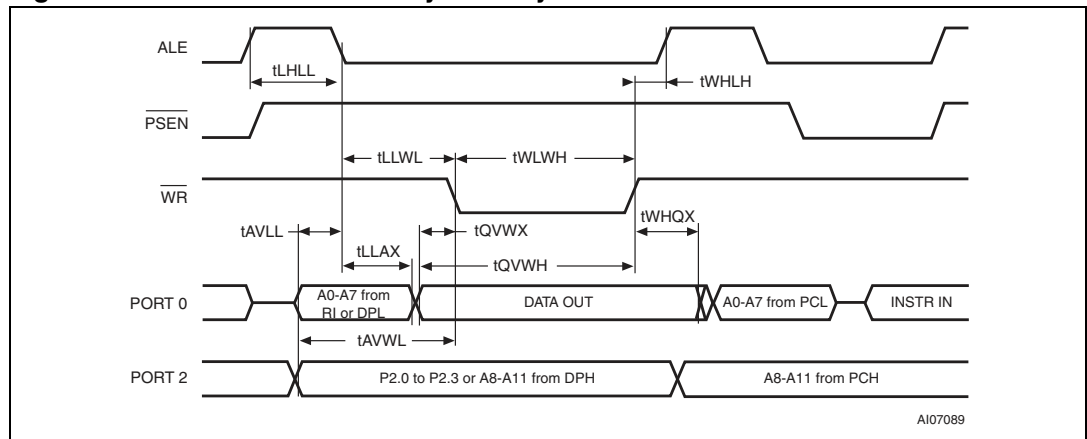 ALE
tLHLL
tWHLH
PSEN
tLLWL
tWLWH
WR
tAVLL
tQVWX
tWHQX
tLLAX
tQVWH
PORT 0
A0-A7 from
RI or DPL
DATA OUT
A0-A7 from PCL
INSTR IN
tAVWL
PORT 2
P2.0 to P2.3 or A8-A11 from DPH
A8-A11 from PCH
AI07089